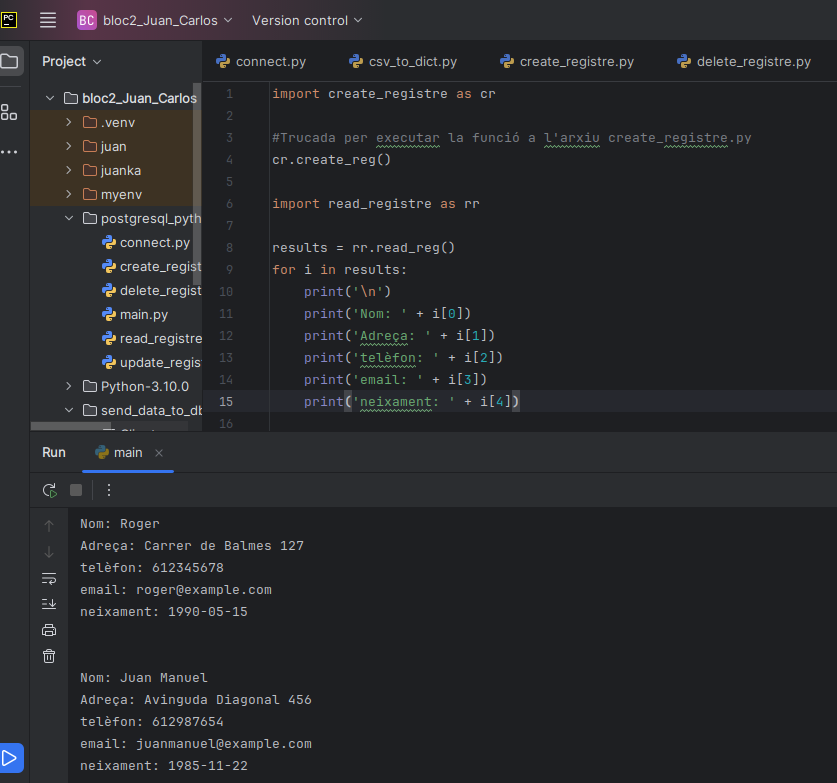 PC
BC bloc2_Juan_Carlos Version control
Project
bloc2_Juan_Carlos
.venv
juan
juanka
myenv
postgresql_pyth
connect.py
create_regist
delete_regist
main.py
read_registre
update_regis
Python-3.10.0
send_data_to_db
connect.py csv_to_dict.py create_registre.py delete_registre.py
1 import create_registre as cr
2
3 #Trucada per executar la funció a l'arxiu create_registre.py
4 cr.create_reg()
5
6 import read_registre as rr
7
8 results = rr.read_reg()
9 for i in results:
10 print('\n')
11 print('Nom: ' + i[0])
12 print('Adreça: ' + i[1])
13 print('telèfon: ' + i[2])
14 print('email: ' + i[3])
15 print('neixament: ' + i[4])
16
Run main
Nom: Roger
Adreça: Carrer de Balmes 127
telèfon: 612345678
email: roger@example.com
neixament: 1990-05-15
Nom: Juan Manuel
Adreça: Avinguda Diagonal 456
telèfon: 612987654
email: juanmanuel@example.com
neixament: 1985-11-22